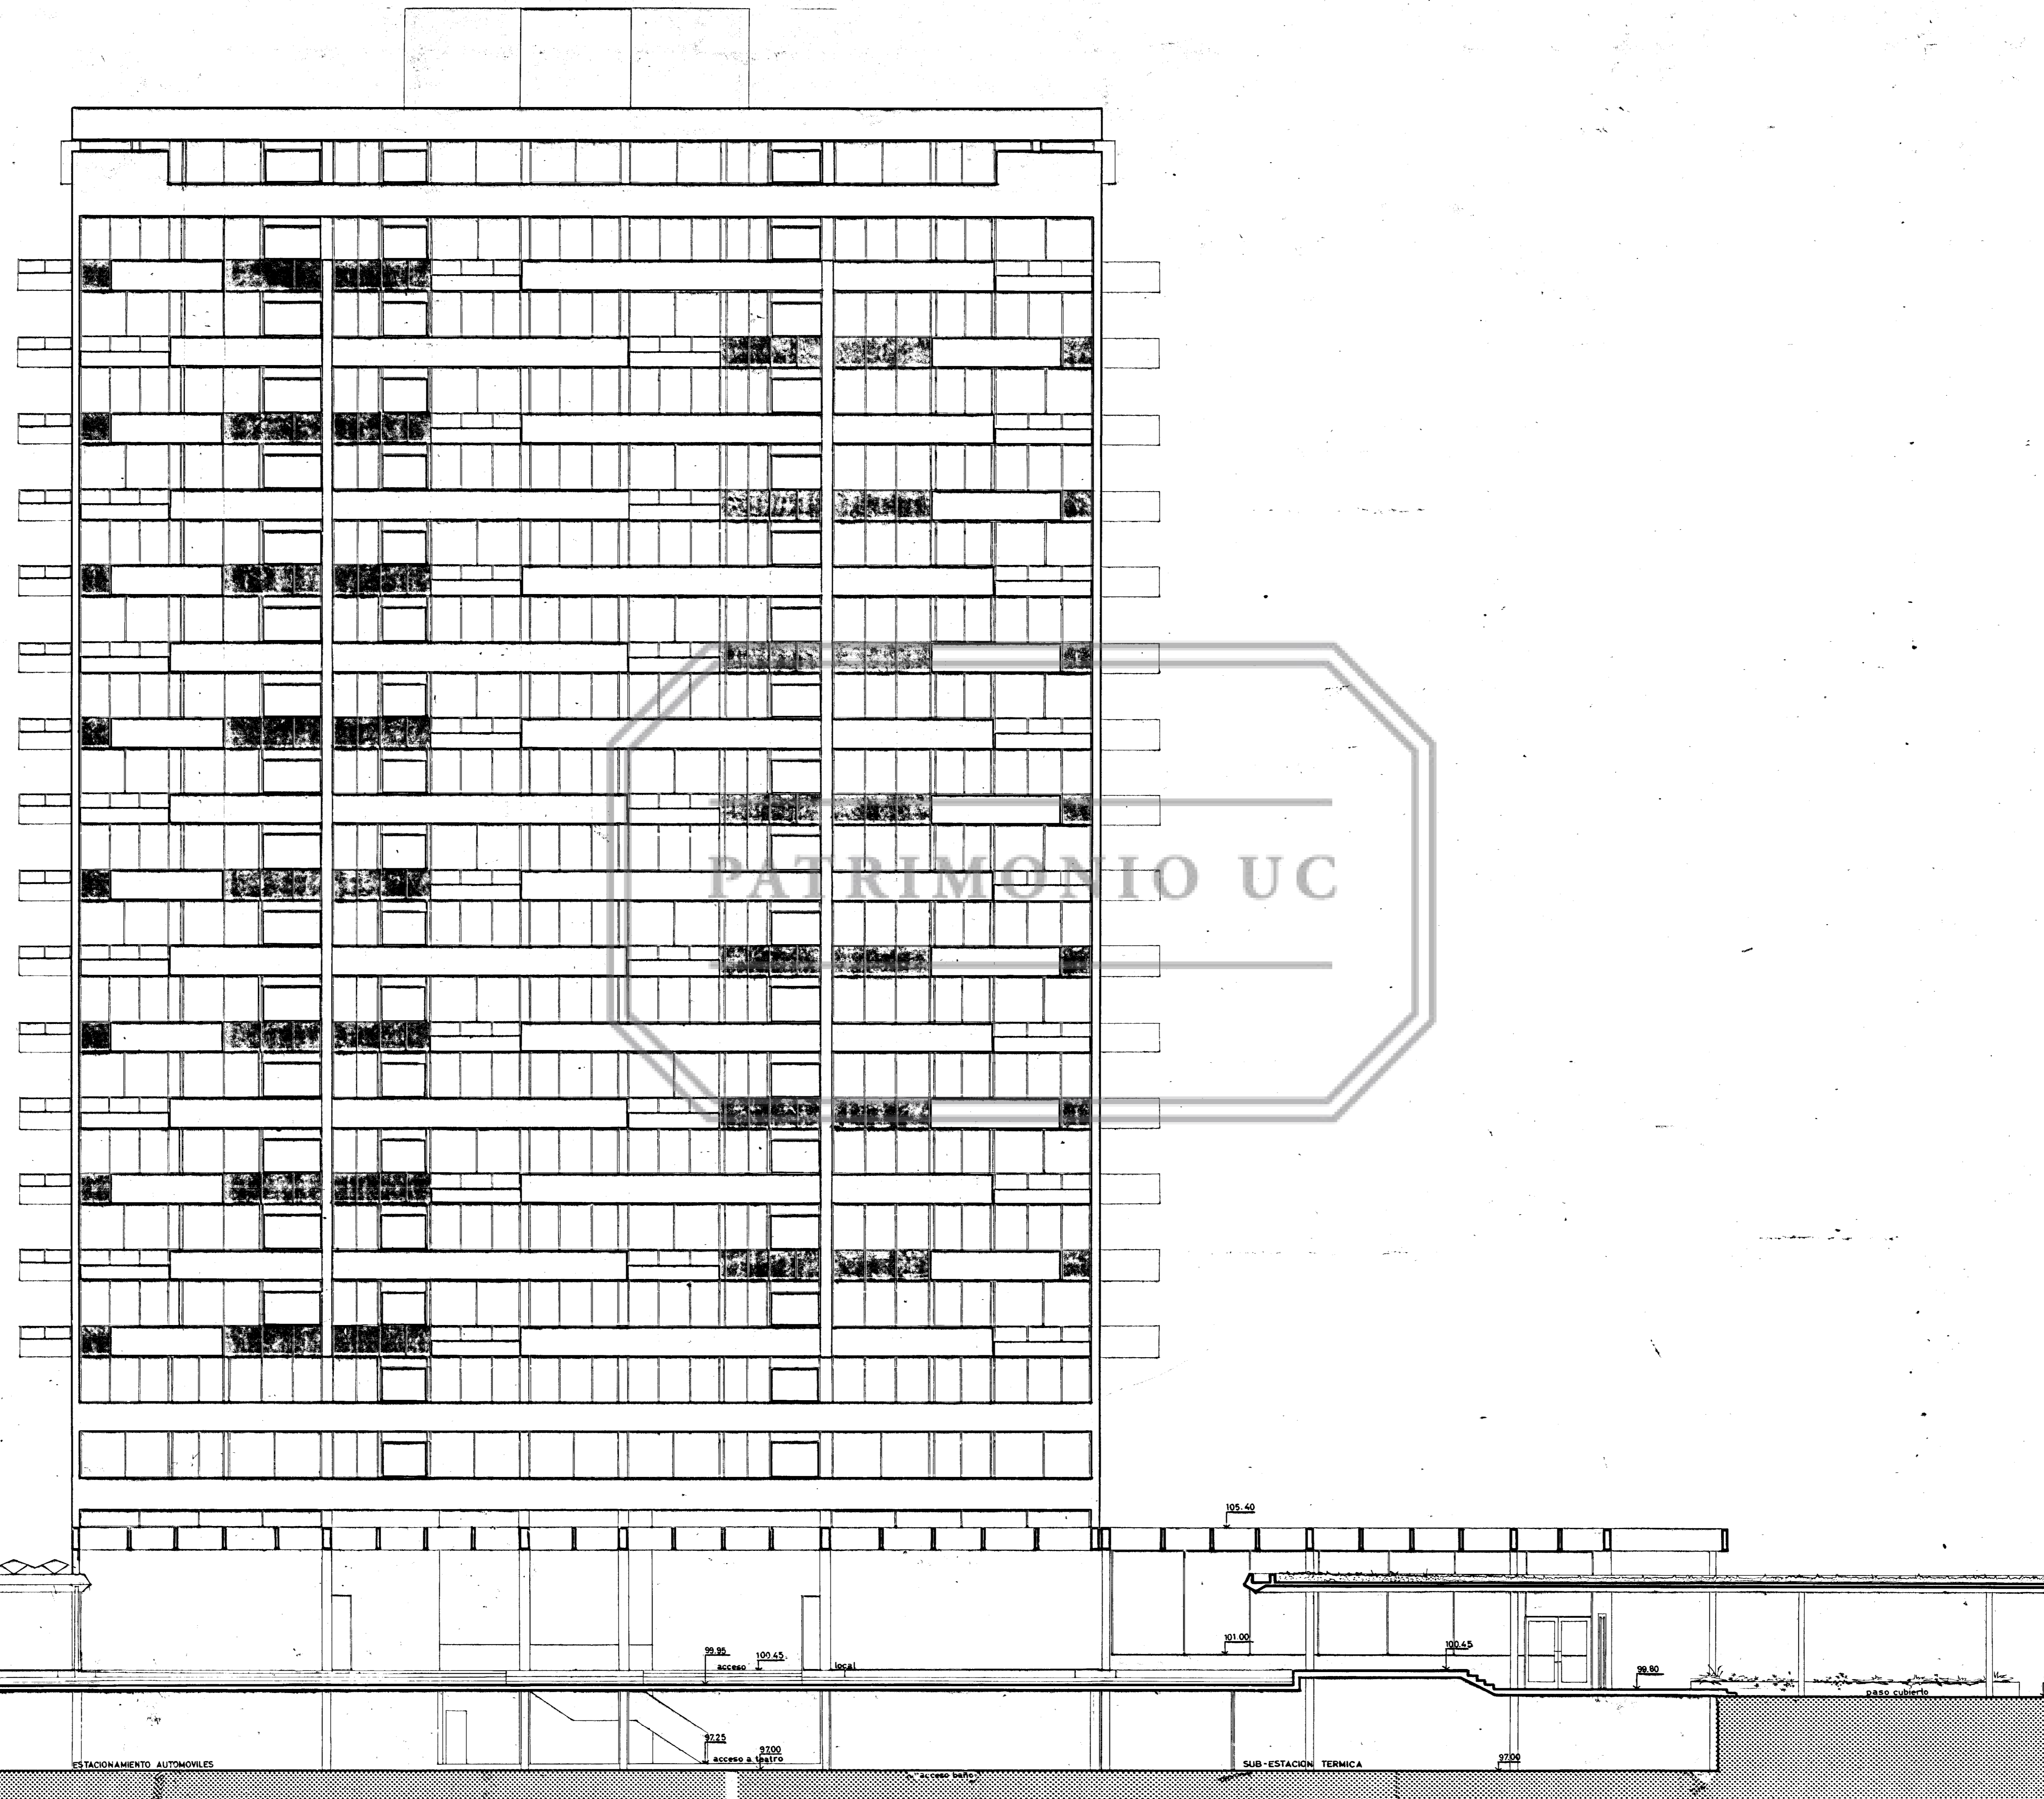 PATRIMONIO UC
105.40
101.00
100.45
99.95
100.45
acceso
local
99.80
paso cubierto
97.25
97.00
acceso a teatro
97.00
ESTACIONAMIENTO AUTOMOVILES
SUB-ESTACION TERMICA
acceso baño